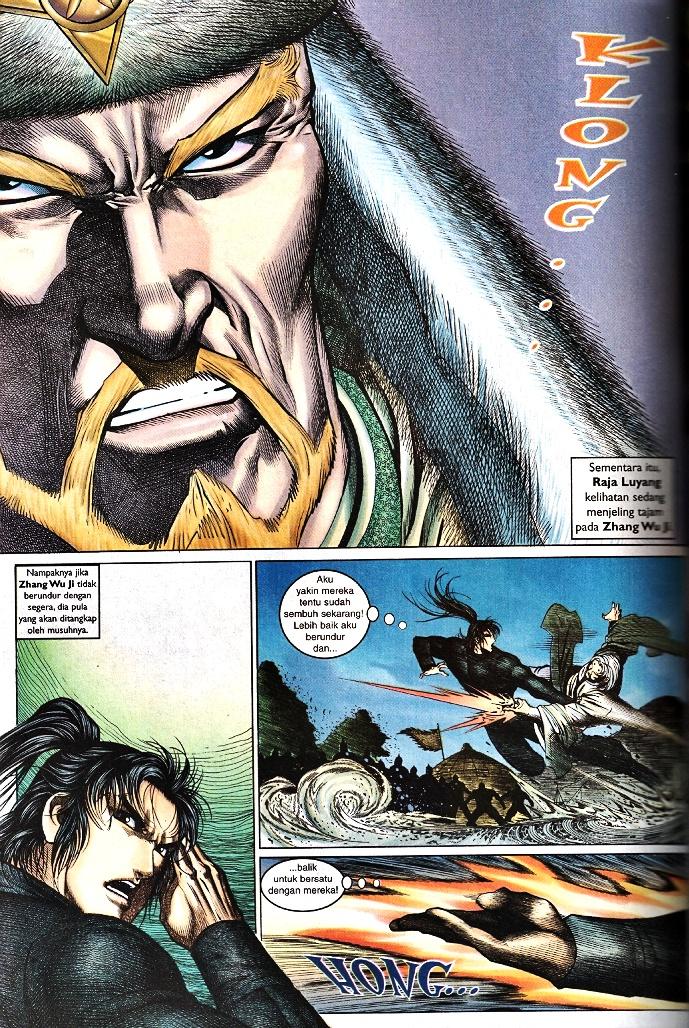 KLONG...
Sementara itu,
Raja Luyang
kelihatan sedang
menjeling tajam
pada Zhang Wu Ji.
Nampaknya jika
Zhang Wu Ji tidak
berundur dengan
segera, dia pula
yang akan ditangkap
oleh musuhnya...
Aku
yakin mereka
tentu sudah
sembuh sekarang!
Lebih baik aku
berundur
dan...
...balik
untuk bersatu
dengan mereka!
HONG...